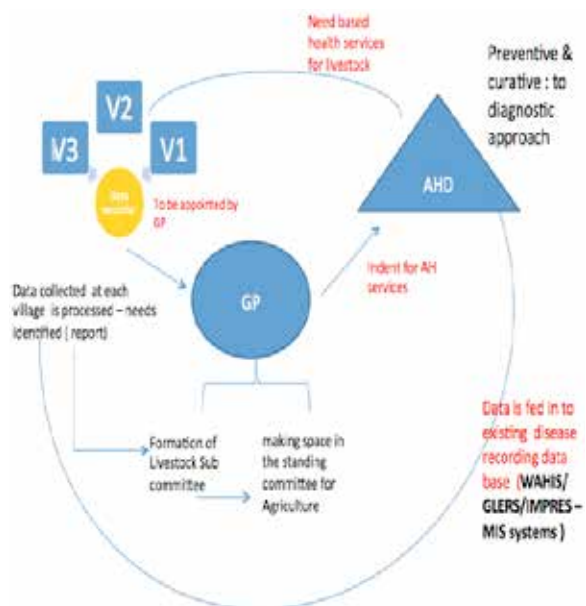 Need based
health services
for livestock
Preventive &
curative : to
diagnostic
approach
V2
V3
V1
AHD
To be appointed by
GP
GP
Indent for AH
services
Data collected at each
village is processed – needs
identified ( report)
Formation of
Livestock Sub
committee
making space in
the standing
committee for
Agriculture
Data is fed in to
existing disease
recording data
base (WAHIS/
GLERS/IMPRES –
MIS systems )